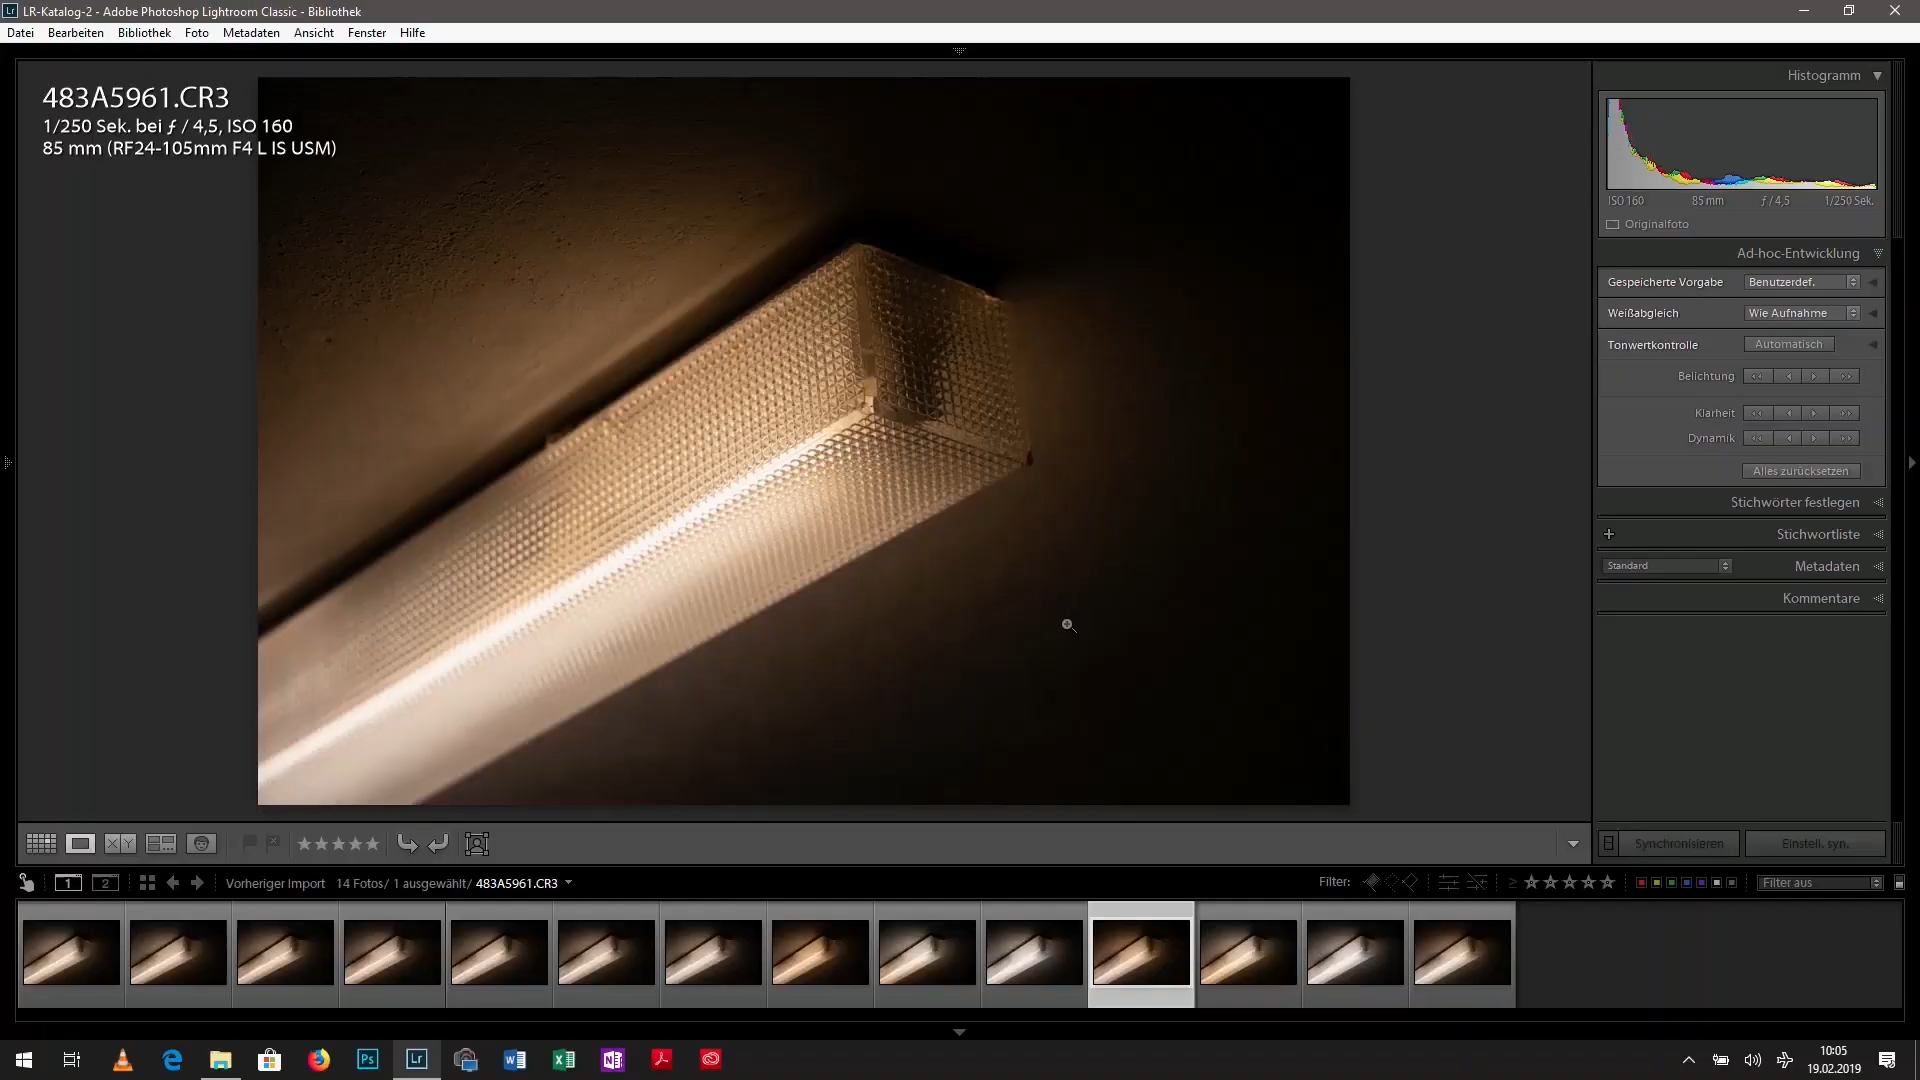 LR-Katalog-2 - Adobe Photoshop Lightroom Classic - Bibliothek
Datei Bearbeiten Bibliothek Foto Metadaten Ansicht Fenster Hilfe
483A5961.CR3
1/250 Sek. bei ƒ / 4,5, ISO 160
85 mm (RF24-105mm F4 L IS USM)
Histogramm
ISO 160 85 mm ƒ / 4,5 1/250 Sek.
Originalfoto
Ad-hoc-Entwicklung
Gespeicherte Vorgabe Benutzerdef.
Weißabgleich Wie Aufnahme
Tonwertkontrolle Automatisch
Belichtung
Klarheit
Dynamik
Alles zurücksetzen
Stichwörter festlegen
+ Stichwortliste
Standard Metadaten
Kommentare
X Y
Synchronisieren Einstell. syn.
1 2 Vorheriger Import 14 Fotos/ 1 ausgewählt/ 483A5961.CR3 Filter: ≥ Filter aus
Ps Lr
10:05
19.02.2019